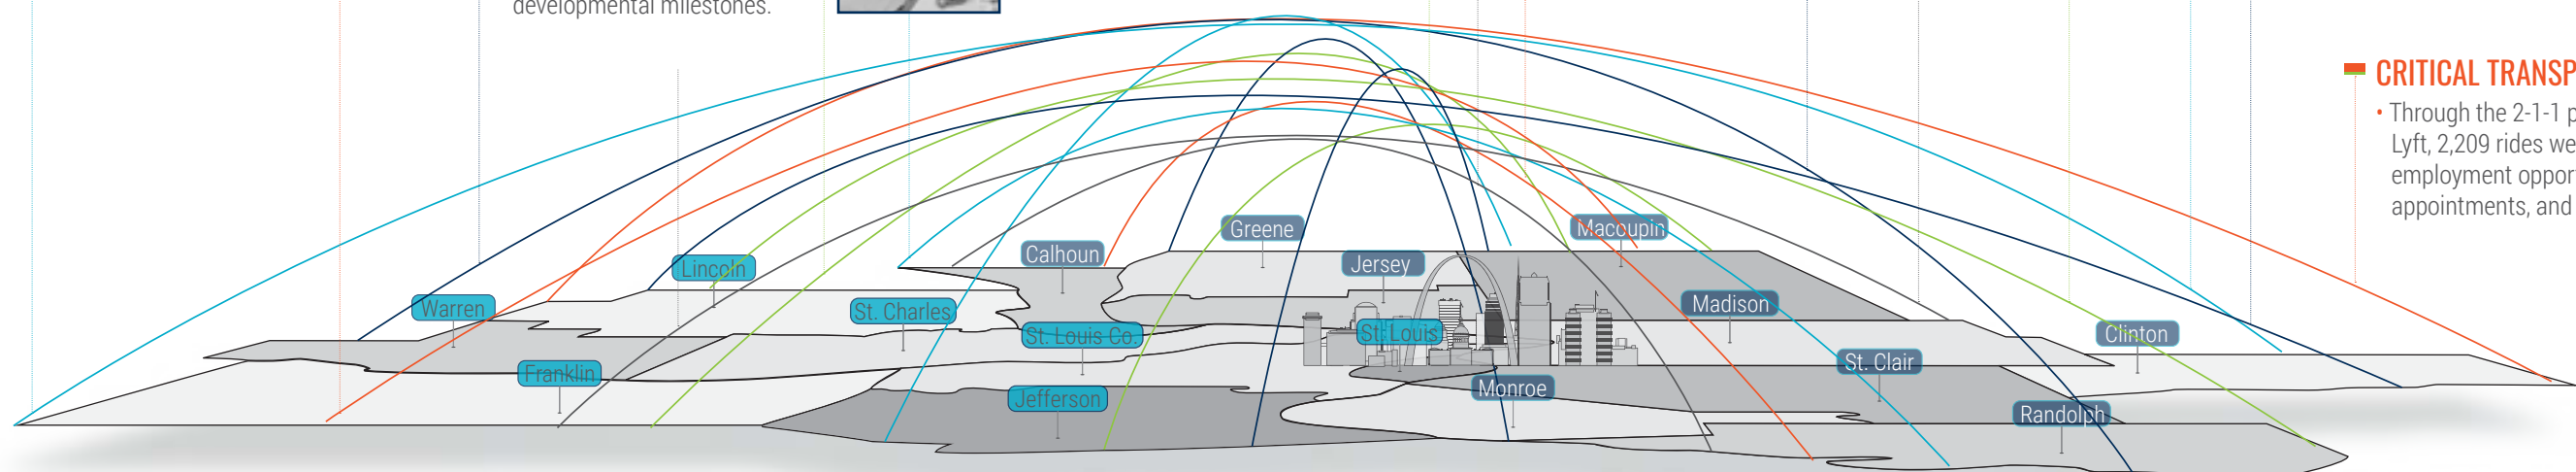 developmental milestones.
CRITICAL TRANSP
• Through the 2-1-1 p
Lyft, 2,209 rides we
employment oppor
appointments, and
Greene
Macoupin
Calhoun
Jersey
Lincoln
Warren
St. Charles
Madison
St. Louis Co.
St. Louis
Clinton
Franklin
St. Clair
Jefferson
Monroe
Randolph